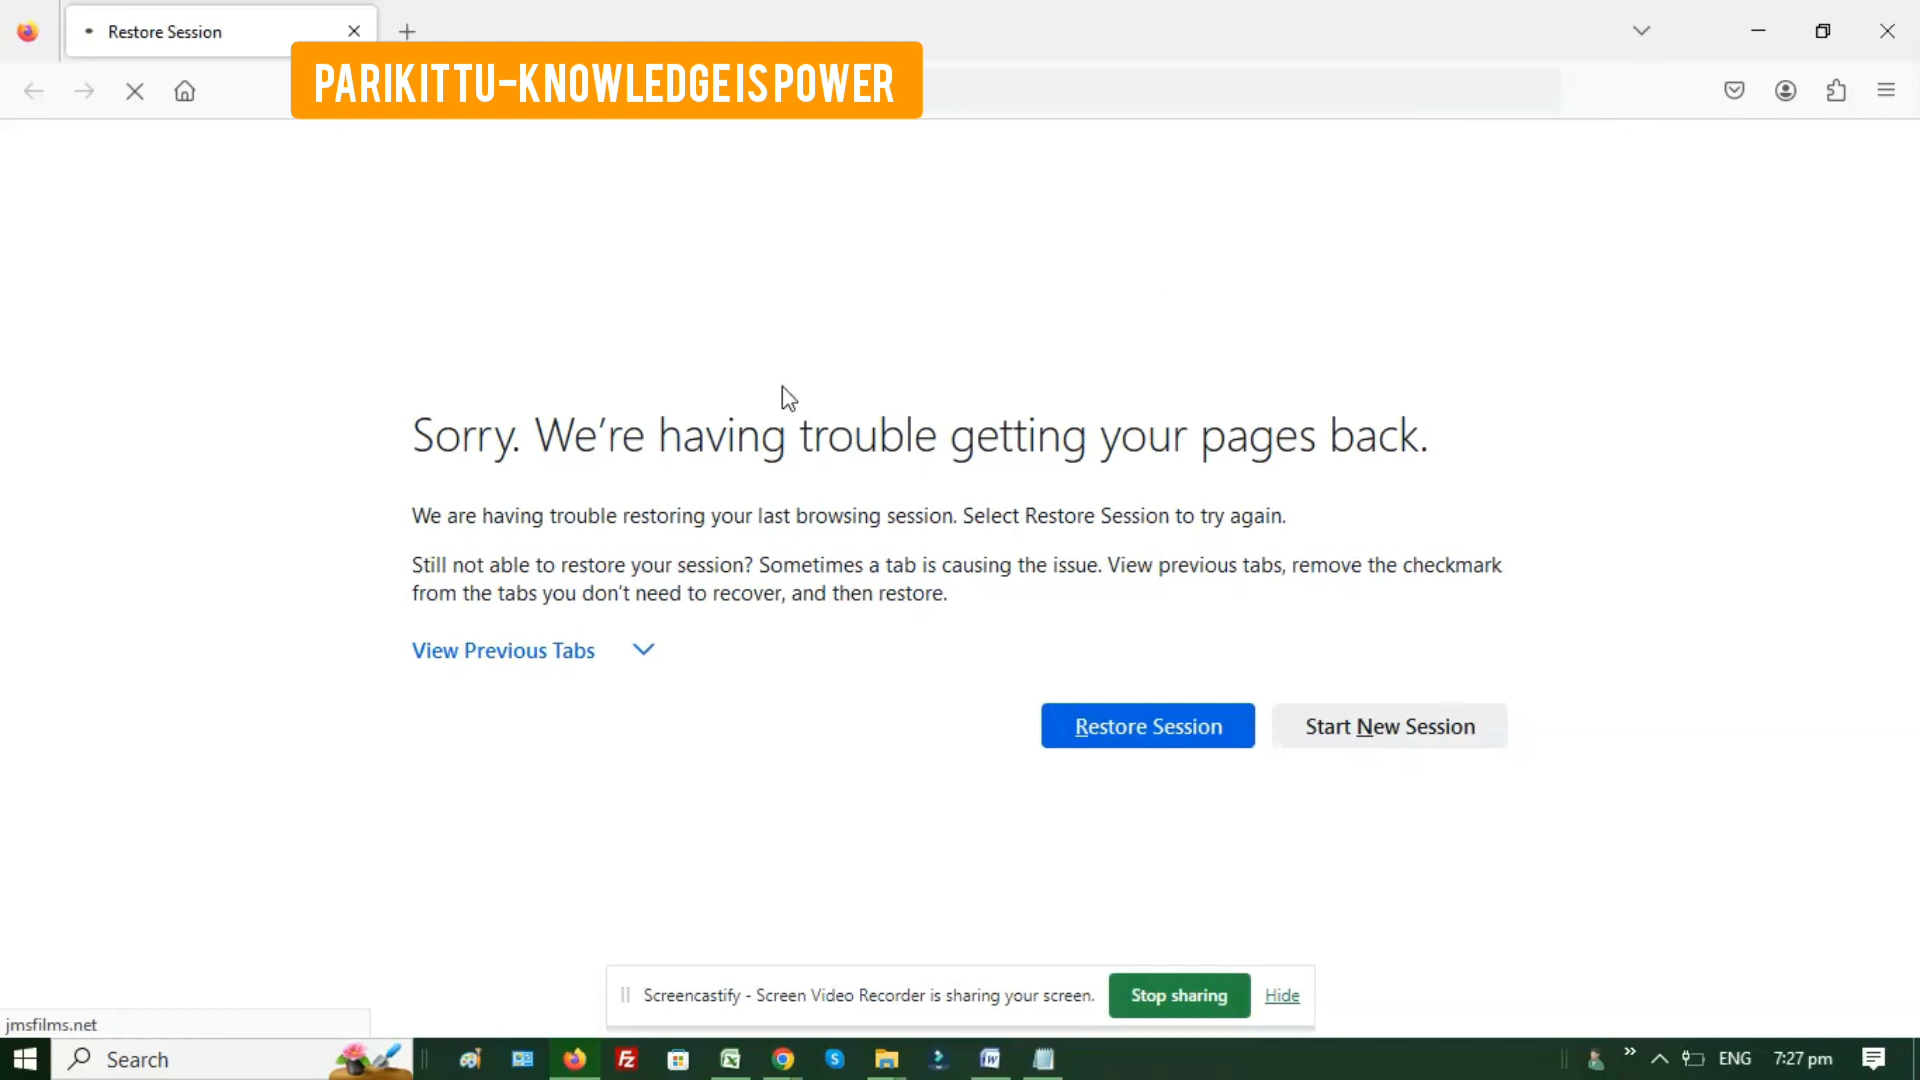 Restore Session
PARIKITTU-KNOWLEDGE IS POWER
Sorry. We're having trouble getting your pages back.
We are having trouble restoring your last browsing session. Select Restore Session to try again.
Still not able to restore your session? Sometimes a tab is causing the issue. View previous tabs, remove the checkmark
from the tabs you don't need to recover, and then restore.
View Previous Tabs
Restore Session
Start New Session
Screencastify - Screen Video Recorder is sharing your screen.
Stop sharing
Hide
jmsfilms.net
Search
ENG
7:27 pm